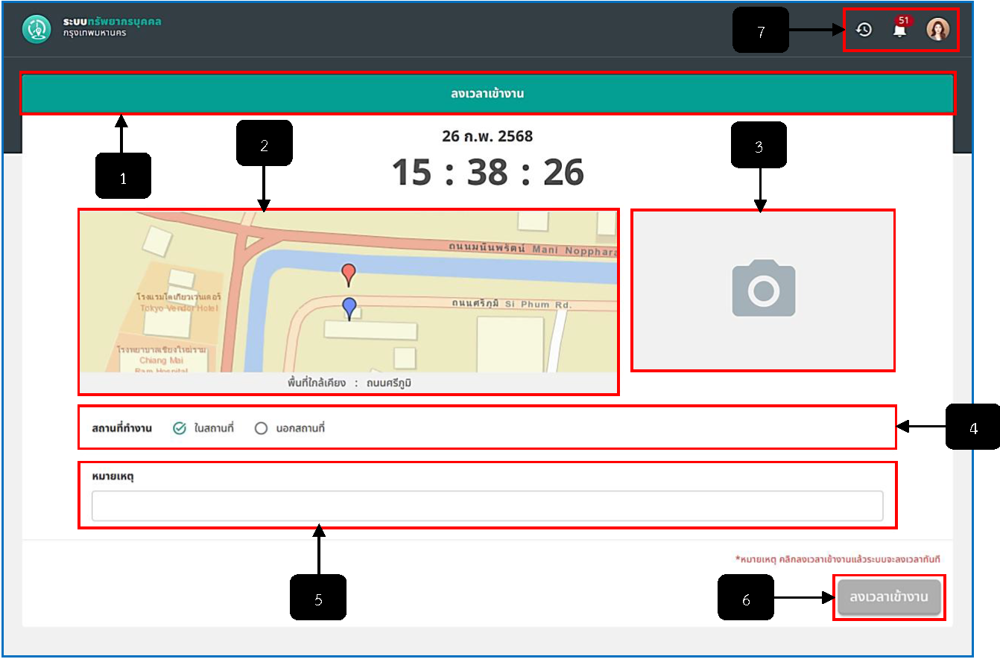 ระบบทรัพยากรบุคคล
กรุงเทพมหานคร
7
51
ลงเวลาเข้างาน
1
2
3
26 ก.พ. 2568
15 : 38 : 26
ถนนมนีนพรัตน์ Mani Nopphara
โรงแรมโตเกียวเวนเดอรี
Tokyo Vendor Hotel
ถนนศรีภูมิ Si Phum Rd.
โรงพยาบาลเชียงใหม่ราม
Chiang Mai
Ram Hospital
พื้นที่ใกล้เคียง : ถนนศรีภูมิ
สถานที่ทำงาน ในสถานที่ นอกสถานที่
4
หมายเหตุ
5
*หมายเหตุ คลิกลงเวลาเข้างานแล้วระบบจะลงเวลาทันที
6
ลงเวลาเข้างาน